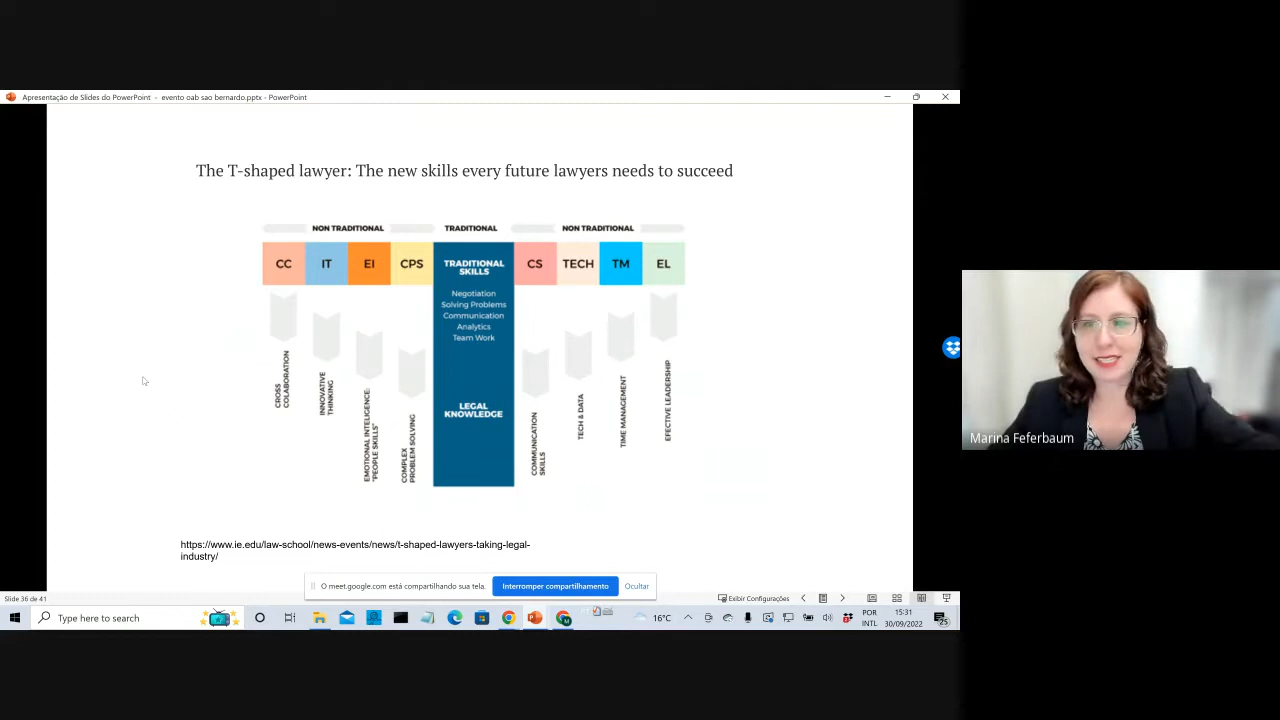 Apresentação de Slides do PowerPoint - evento oab sao bernardo.pptx - PowerPoint
The T-shaped lawyer: The new skills every future lawyers needs to succeed
NON TRADITIONAL
TRADITIONAL
NON TRADITIONAL
CC
IT
EI
CPS
TRADITIONAL
SKILLS
CS
TECH
TM
EL
Negotiation
Solving Problems
Communication
Analytics
Team Work
LEGAL
KNOWLEDGE
CROSS
COLABORATION
INNOVATIVE
THINKING
EMOTIONAL INTELIGENCE:
"PEOPLE SKILLS"
COMPLEX
PROBLEM SOLVING
COMMUNICATION
SKILLS
TECH & DATA
TIME MANAGEMENT
EFECTIVE LEADERSHIP
https://www.ie.edu/law-school/news-events/news/t-shaped-lawyers-taking-legal-
industry/
O meet.google.com está compartilhando sua tela.
Interromper compartilhamento
Ocultar
Slide 36 de 41
Exibir Configurações
Type here to search
16°C
POR
INTL
15:31
30/09/2022
25
Marina Feferbaum